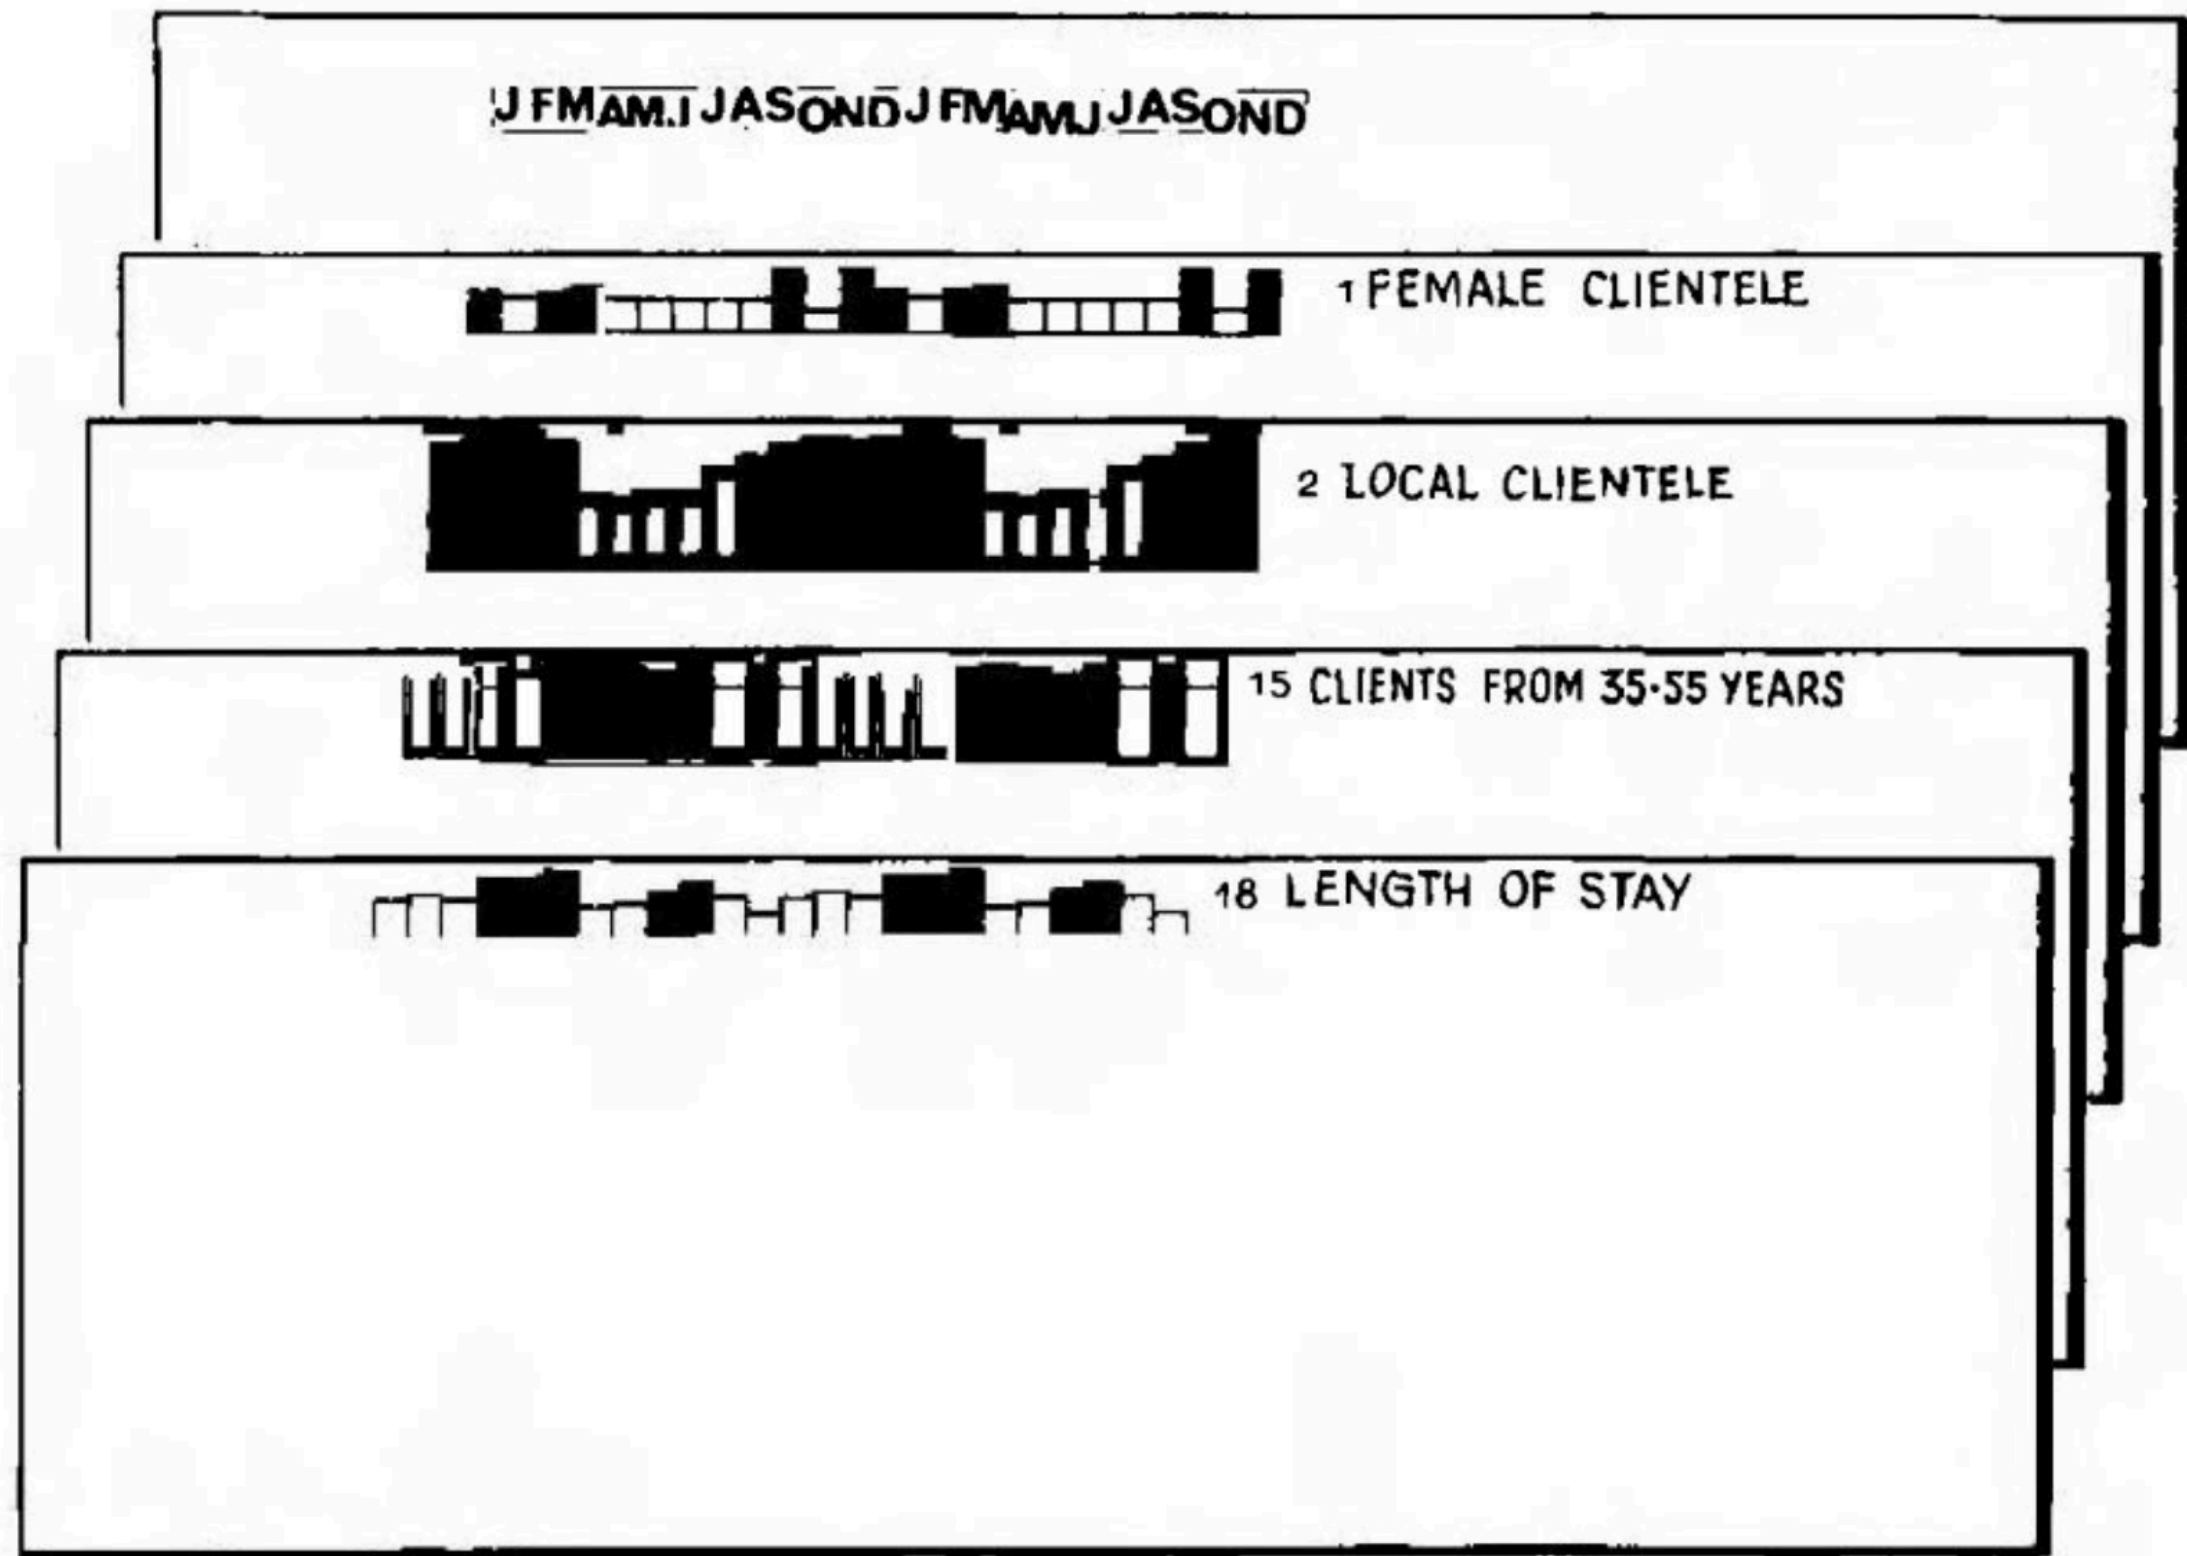 J F M A M J J A S O N D J F M A M J J A S O N D
1 FEMALE CLIENTELE
2 LOCAL CLIENTELE
15 CLIENTS FROM 35-55 YEARS
18 LENGTH OF STAY